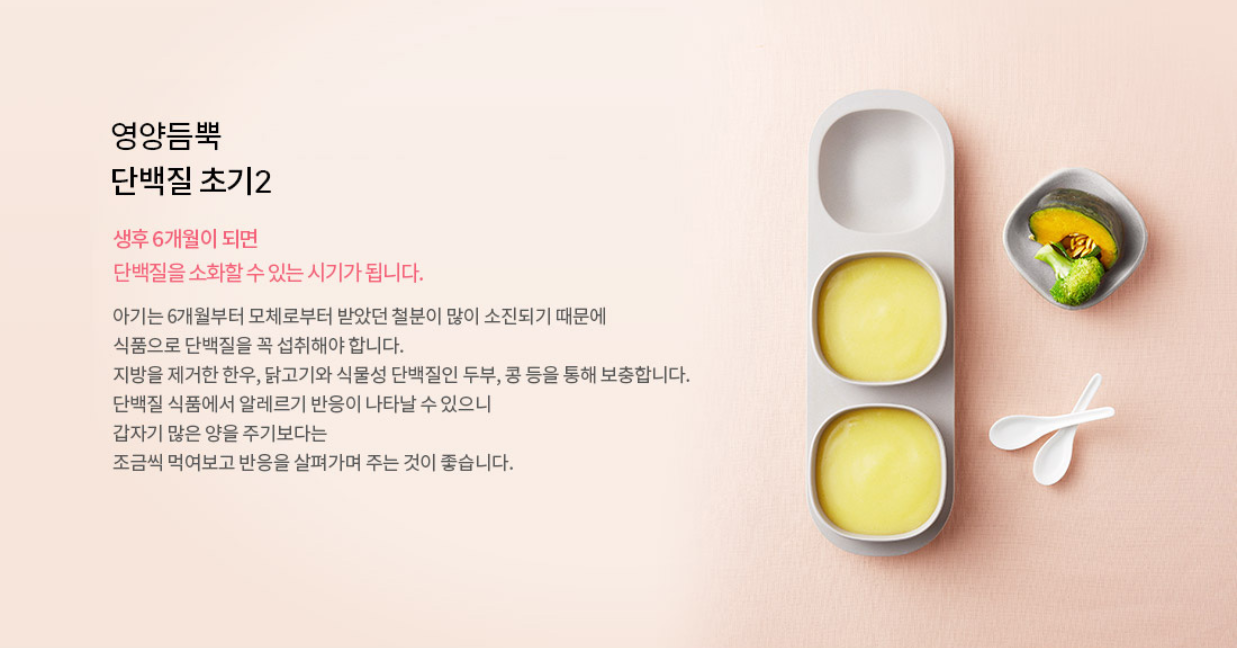 영양듬뿍
단백질 초기2
생후 6개월이 되면
단백질을 소화할 수 있는 시기가 됩니다.
아기는 6개월부터 모체로부터 받았던 철분이 많이 소진되기 때문에
식품으로 단백질을 꼭 섭취해야 합니다.
지방을 제거한 한우, 닭고기와 식물성 단백질인 두부, 콩 등을 통해 보충합니다.
단백질 식품에서 알레르기 반응이 나타날 수 있으니
갑자기 많은 양을 주기보다는
조금씩 먹여보고 반응을 살펴가며 주는 것이 좋습니다.